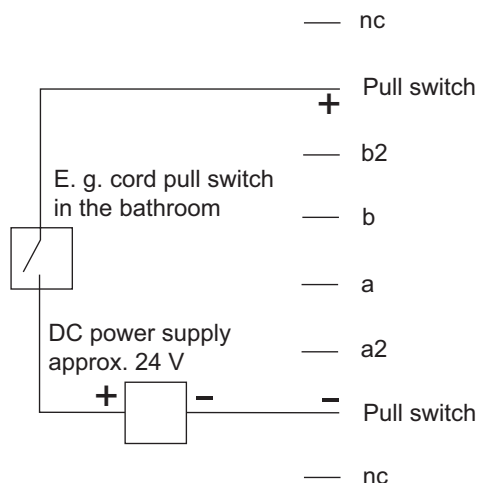 nc
Pull switch
+
b2
E. g. cord pull switch
in the bathroom
b
a
DC power supply
approx. 24 V
a2
+ − −
Pull switch
nc